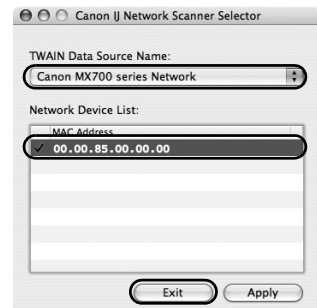 Canon IJ Network Scanner Selector
TWAIN Data Source Name:
Canon MX700 series Network
Network Device List:
MAC Address
✓ 00.00.85.00.00.00
Exit Apply